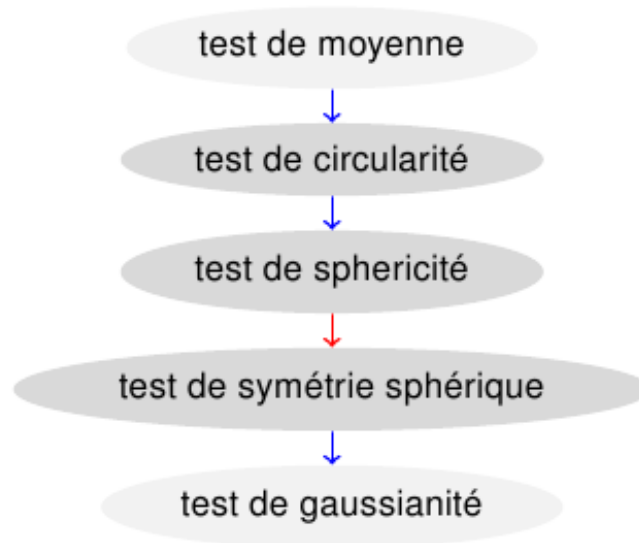 test de moyenne
test de circularité
test de sphericité
test de symétrie sphérique
test de gaussianité